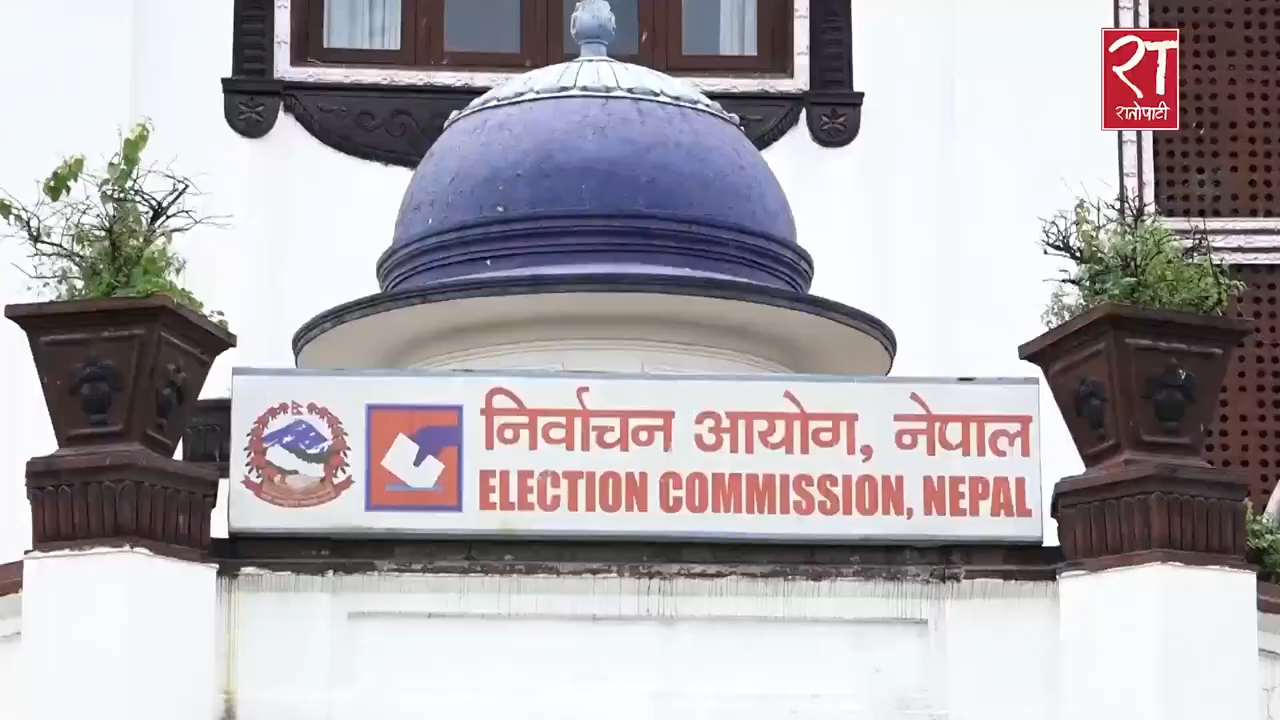 रा
रातोपाटी
निर्वाचन आयोग, नेपाल
ELECTION COMMISSION, NEPAL